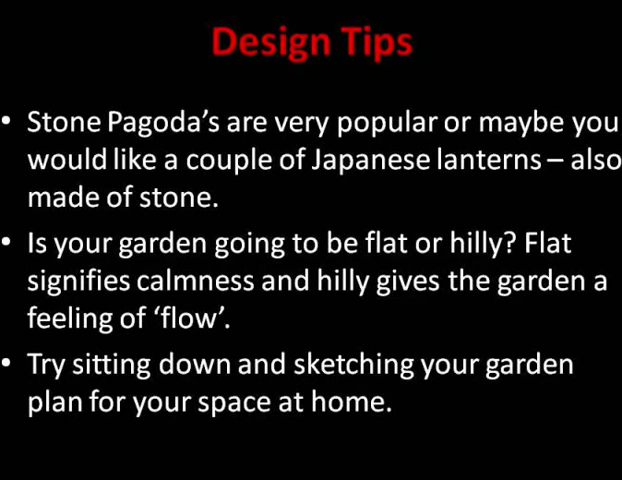 Design Tips
• Stone Pagoda’s are very popular or maybe you
would like a couple of Japanese lanterns – also
made of stone.
• Is your garden going to be flat or hilly? Flat
signifies calmness and hilly gives the garden a
feeling of ‘flow’.
• Try sitting down and sketching your garden
plan for your space at home.